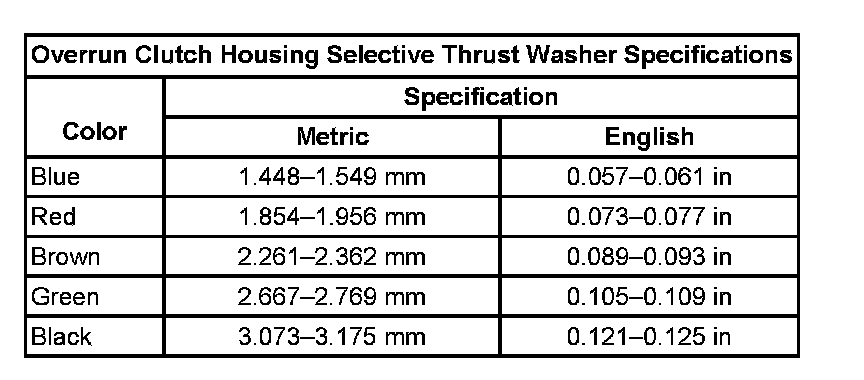 Overrun Clutch Housing Selective Thrust Washer Specifications
Color
Specification
Metric English
Blue 1.448–1.549 mm 0.057–0.061 in
Red 1.854–1.956 mm 0.073–0.077 in
Brown 2.261–2.362 mm 0.089–0.093 in
Green 2.667–2.769 mm 0.105–0.109 in
Black 3.073–3.175 mm 0.121–0.125 in